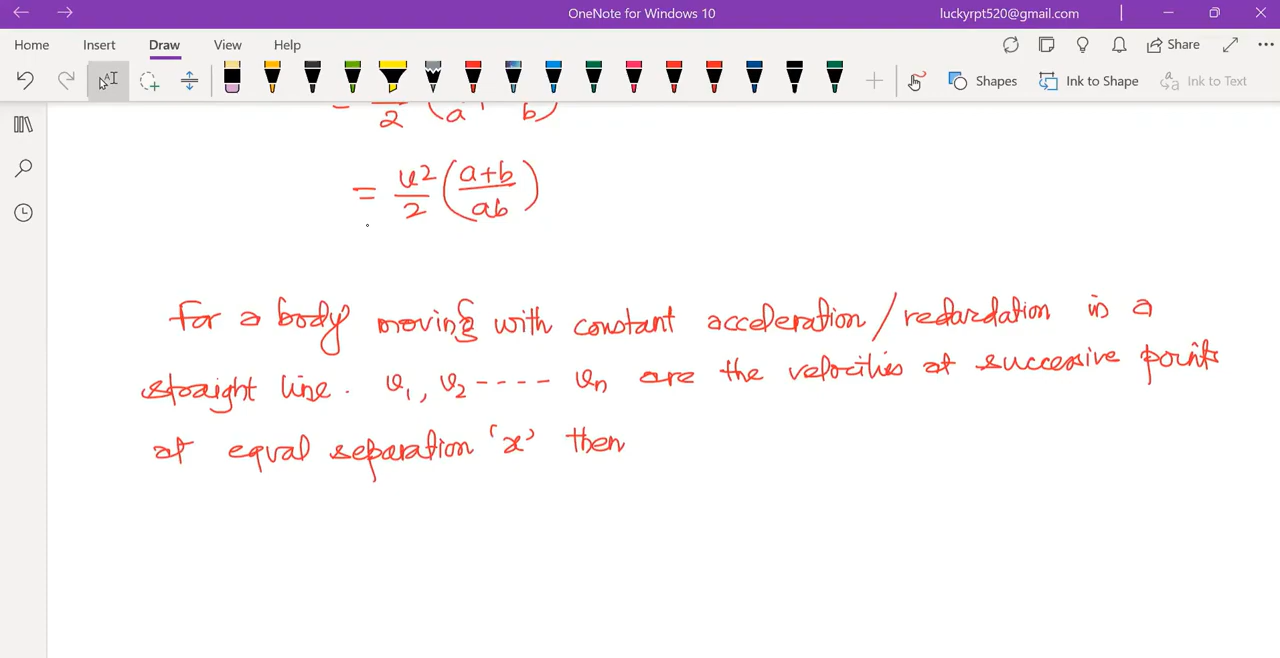 OneNote for Windows 10
luckyrpt520@gmail.com
Home Insert Draw View Help
Share
Shapes Ink to Shape Ink to Text
= 2 (a + b)
= u²/2 (a+b/ab)
For a body moving with constant acceleration/redardation in a
straight line. v₁, v₂ ---- vₙ are the velocities at successive points
at equal separation 'x' then